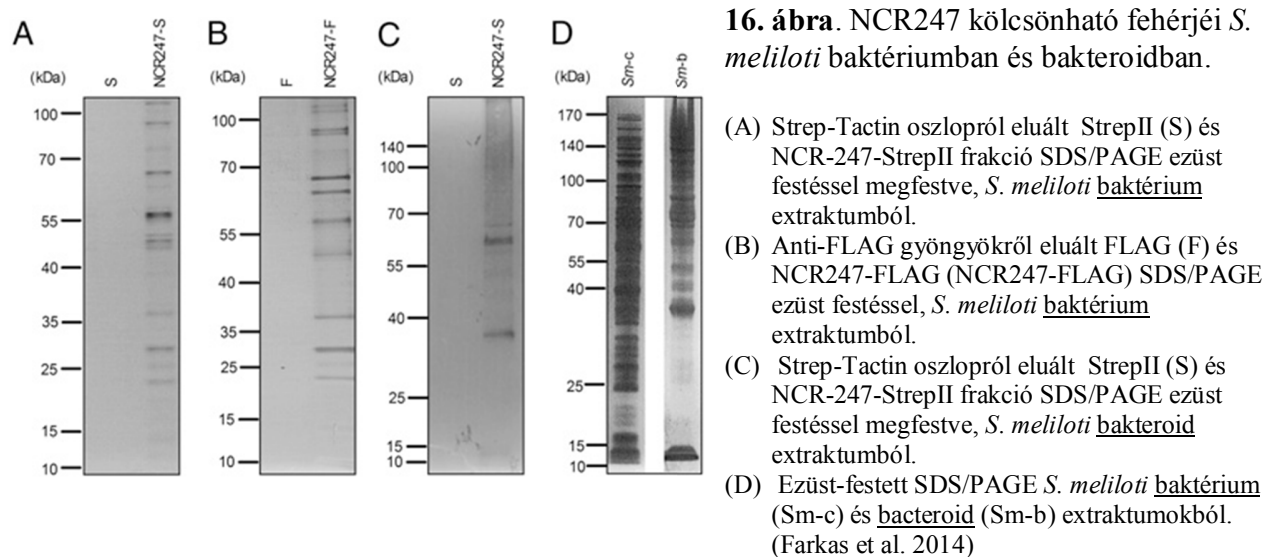 A
(kDa)
S
NCR247-S
100
70
55
40
35
25
15
10
B
(kDa)
F
NCR247-F
100
70
55
40
35
25
15
10
C
(kDa)
S
NCR247-S
140
100
70
55
40
25
15
10
D
(kDa)
Sm-c
Sm-b
170
140
100
70
55
40
25
15
10
16. ábra. NCR247 kölcsönható fehérjéi S.
meliloti baktériumban és bakteroidban.
(A) Strep-Tactin oszlopról eluált StrepII (S) és
NCR-247-StrepII frakció SDS/PAGE ezüst
festéssel megfestve, S. meliloti baktérium
extraktumból.
(B) Anti-FLAG gyöngyökről eluált FLAG (F) és
NCR247-FLAG (NCR247-FLAG) SDS/PAGE
ezüst festéssel, S. meliloti baktérium
extraktumból.
(C) Strep-Tactin oszlopról eluált StrepII (S) és
NCR-247-StrepII frakció SDS/PAGE ezüst
festéssel megfestve, S. meliloti bakteroid
extraktumból.
(D) Ezüst-festett SDS/PAGE S. meliloti baktérium
(Sm-c) és bacteroid (Sm-b) extraktumokból.
(Farkas et al. 2014)